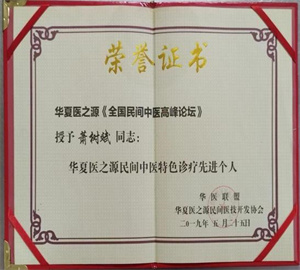 荣誉证书
华夏医之源《全国民间中医高峰论坛》
授予萧树斌同志：
华夏医之源民间中医特色诊疗先进个人
华医联盟
华夏医之源民间医技开发协会
二〇一九年五月二十五日